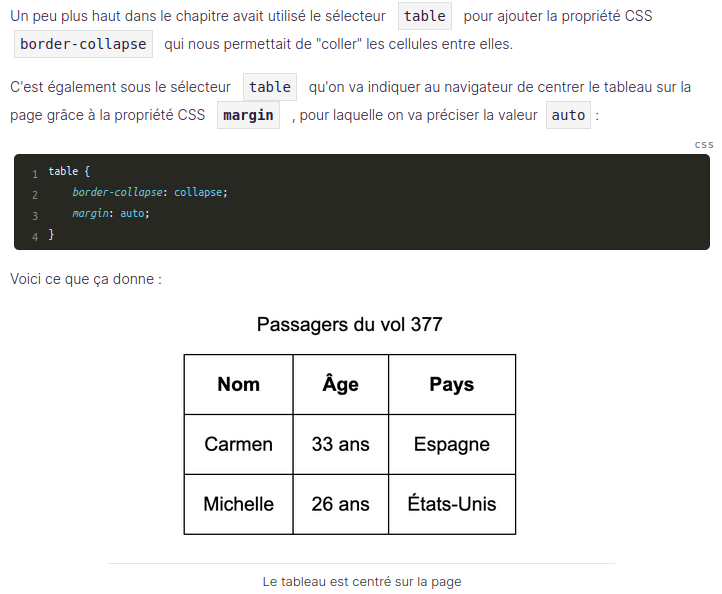 Un peu plus haut dans le chapitre avait utilisé le sélecteur table pour ajouter la propriété CSS
border-collapse qui nous permettait de "coller" les cellules entre elles.
C'est également sous le sélecteur table qu'on va indiquer au navigateur de centrer le tableau sur la
page grâce à la propriété CSS margin , pour laquelle on va préciser la valeur auto :
css
1 table {
2 border-collapse: collapse;
3 margin: auto;
4 }
Voici ce que ça donne :
Passagers du vol 377
Nom Âge Pays
Carmen 33 ans Espagne
Michelle 26 ans États-Unis
Le tableau est centré sur la page